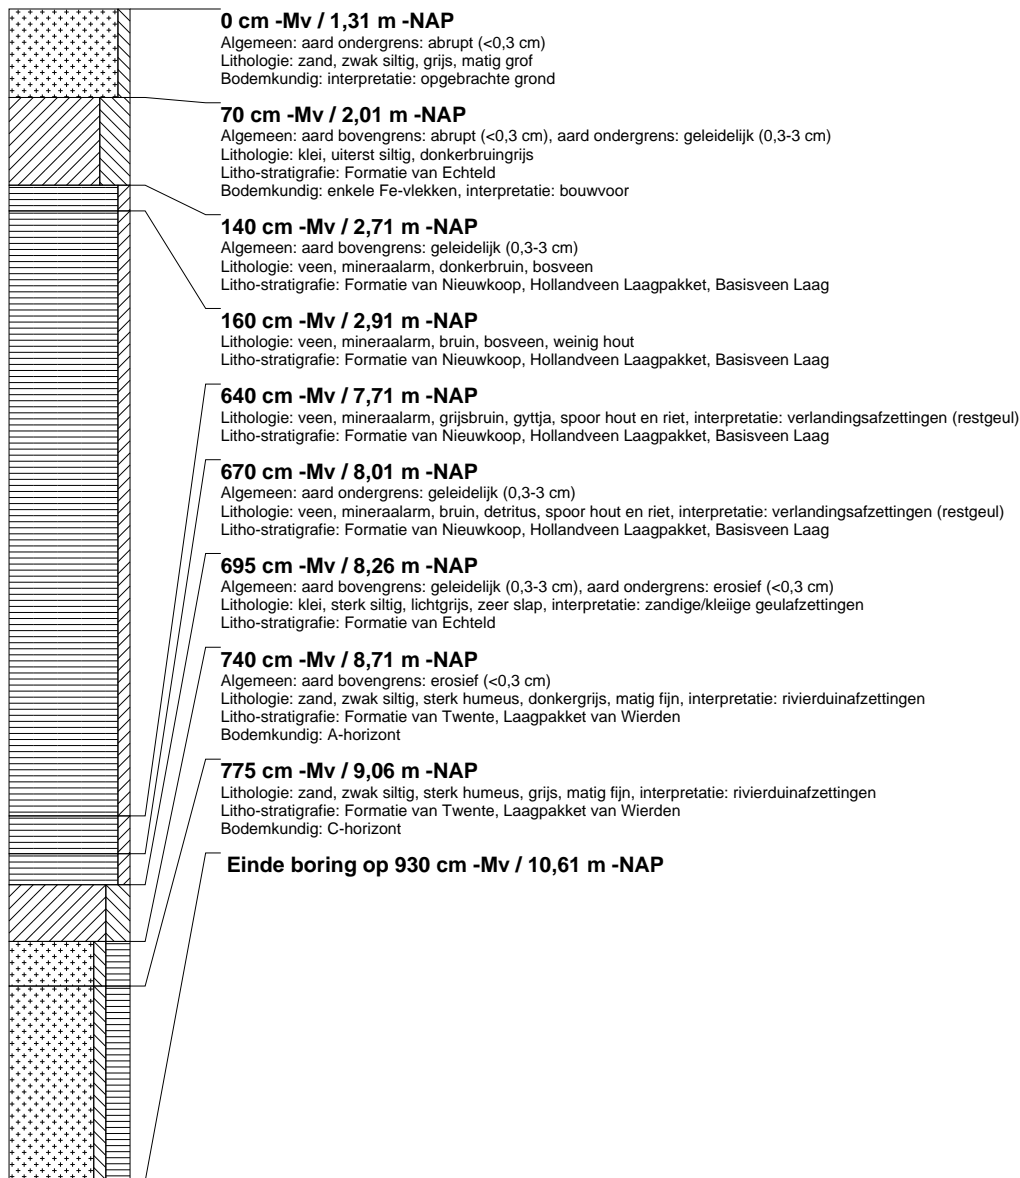 0 cm -Mv / 1,31 m -NAP
Algemeen: aard ondergrens: abrupt (<0,3 cm)
Lithologie: zand, zwak siltig, grijs, matig grof
Bodemkundig: interpretatie: opgebrachte grond
70 cm -Mv / 2,01 m -NAP
Algemeen: aard bovengrens: abrupt (<0,3 cm), aard ondergrens: geleidelijk (0,3-3 cm)
Lithologie: klei, uiterst siltig, donkerbruingrijs
Litho-stratigrafie: Formatie van Echteld
Bodemkundig: enkele Fe-vlekken, interpretatie: bouwvoor
140 cm -Mv / 2,71 m -NAP
Algemeen: aard bovengrens: geleidelijk (0,3-3 cm)
Lithologie: veen, mineraalarm, donkerbruin, bosveen
Litho-stratigrafie: Formatie van Nieuwkoop, Hollandveen Laagpakket, Basisveen Laag
160 cm -Mv / 2,91 m -NAP
Lithologie: veen, mineraalarm, bruin, bosveen, weinig hout
Litho-stratigrafie: Formatie van Nieuwkoop, Hollandveen Laagpakket, Basisveen Laag
640 cm -Mv / 7,71 m -NAP
Lithologie: veen, mineraalarm, grijsbruin, gyttja, spoor hout en riet, interpretatie: verlandingsafzettingen (restgeul)
Litho-stratigrafie: Formatie van Nieuwkoop, Hollandveen Laagpakket, Basisveen Laag
670 cm -Mv / 8,01 m -NAP
Algemeen: aard ondergrens: geleidelijk (0,3-3 cm)
Lithologie: veen, mineraalarm, bruin, detritus, spoor hout en riet, interpretatie: verlandingsafzettingen (restgeul)
Litho-stratigrafie: Formatie van Nieuwkoop, Hollandveen Laagpakket, Basisveen Laag
695 cm -Mv / 8,26 m -NAP
Algemeen: aard bovengrens: geleidelijk (0,3-3 cm), aard ondergrens: erosief (<0,3 cm)
Lithologie: klei, sterk siltig, lichtgrijs, zeer slap, interpretatie: zandige/kleiige geulafzettingen
Litho-stratigrafie: Formatie van Echteld
740 cm -Mv / 8,71 m -NAP
Algemeen: aard bovengrens: erosief (<0,3 cm)
Lithologie: zand, zwak siltig, sterk humeus, donkergrijs, matig fijn, interpretatie: rivierduinafzettingen
Litho-stratigrafie: Formatie van Twente, Laagpakket van Wierden
Bodemkundig: A-horizont
775 cm -Mv / 9,06 m -NAP
Lithologie: zand, zwak siltig, sterk humeus, grijs, matig fijn, interpretatie: rivierduinafzettingen
Litho-stratigrafie: Formatie van Twente, Laagpakket van Wierden
Bodemkundig: C-horizont
Einde boring op 930 cm -Mv / 10,61 m -NAP